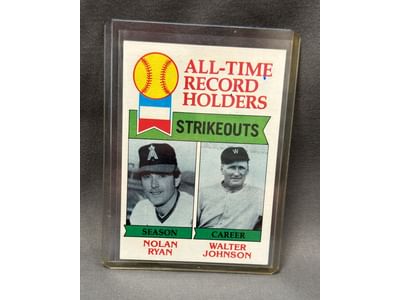 ALL-TIME
RECORD
HOLDERS
STRIKEOUTS
A
W
SEASON
CAREER
NOLAN
RYAN
WALTER
JOHNSON